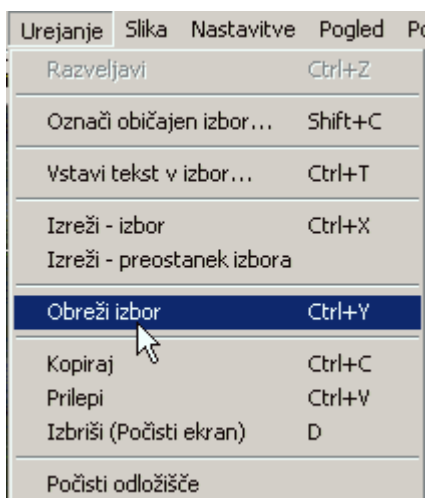 Urejanje Slika Nastavitve Pogled Po
Razveljavi Ctrl+Z
Označi običajen izbor... Shift+C
Vstavi tekst v izbor... Ctrl+T
Izreži - izbor Ctrl+X
Izreži - preostanek izbora
Obreži izbor Ctrl+Y
Kopiraj Ctrl+C
Prilepi Ctrl+V
Izbriši (Počisti ekran) D
Počisti odložišče